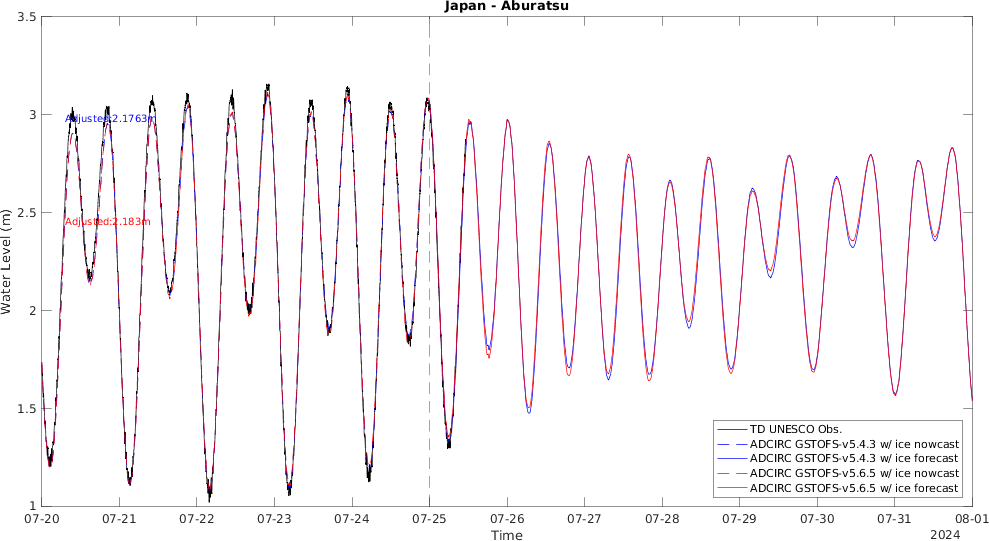 Japan - Aburatsu
3.5
3
2.5
2
1.5
1
Water Level (m)
Adjusted:2.1763m
Adjusted:2.183m
TD UNESCO Obs.
ADCIRC GSTOFS-v5.4.3 w/ ice nowcast
ADCIRC GSTOFS-v5.4.3 w/ ice forecast
ADCIRC GSTOFS-v5.6.5 w/ ice nowcast
ADCIRC GSTOFS-v5.6.5 w/ ice forecast
07-20 07-21 07-22 07-23 07-24 07-25 07-26 07-27 07-28 07-29 07-30 07-31 08-01
Time
2024